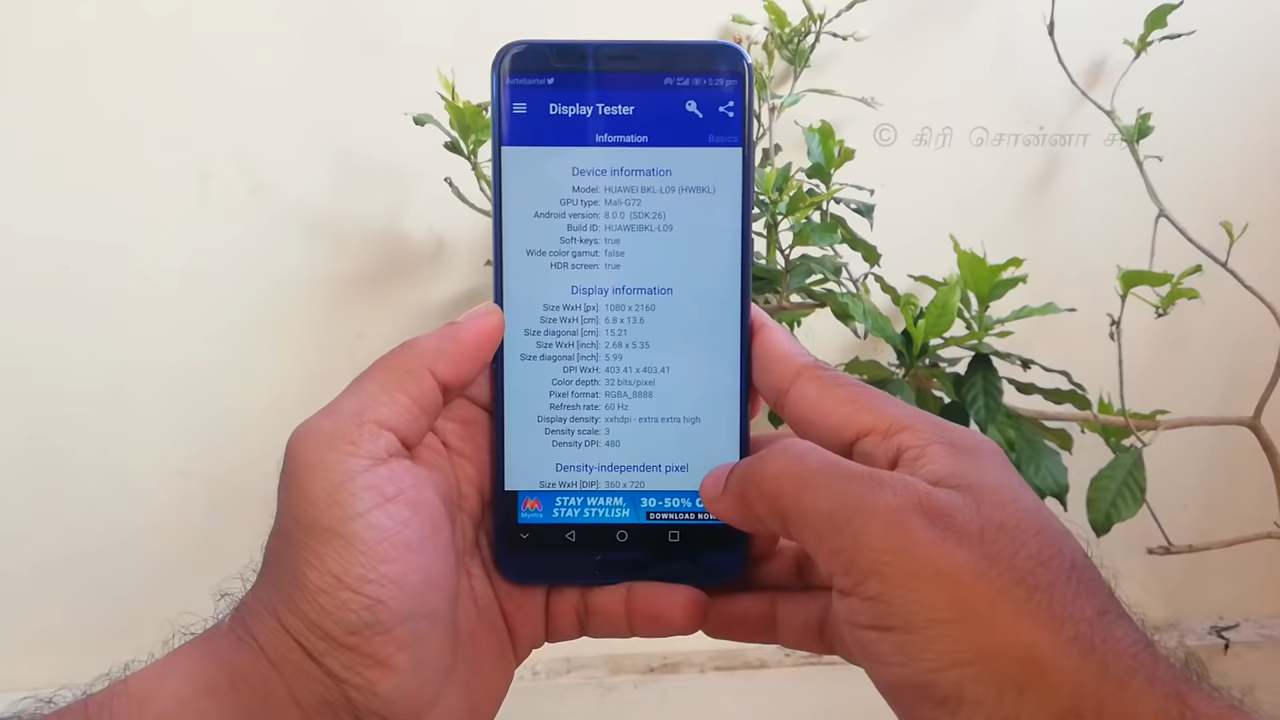 Airtel|airtel 5:29 pm
Display Tester
Information Basics
© கிரி சொன்னா
Device information
Model: HUAWEI BKL-L09 (HWBKL)
GPU type: Mali-G72
Android version: 8.0.0 (SDK:26)
Build ID: HUAWEIBKL-L09
Soft-keys: true
Wide color gamut: false
HDR screen: true
Display information
Size WxH [px]: 1080 x 2160
Size WxH [cm]: 6.8 x 13.6
Size diagonal [cm]: 15.21
Size WxH [inch]: 2.68 x 5.35
Size diagonal [inch]: 5.99
DPI WxH: 403.41 x 403.41
Color depth: 32 bits/pixel
Pixel format: RGBA_8888
Refresh rate: 60 Hz
Display density: xxhdpi - extra extra high
Density scale: 3
Density DPI: 480
Density-independent pixel
Size WxH [DIP]: 360 x 720
Myntra
STAY WARM, 30-50%
STAY STYLISH DOWNLOAD NOW